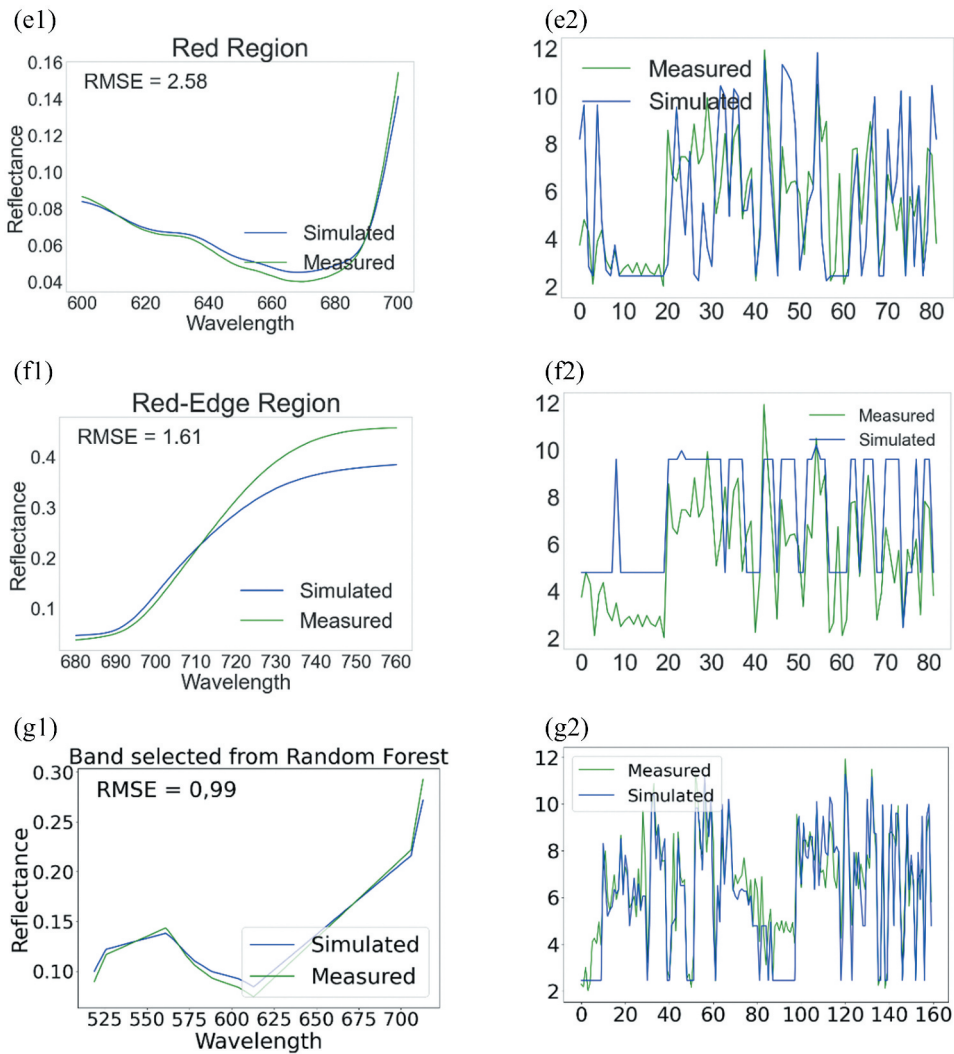 (e1)
Red Region
RMSE = 2.58
Reflectance
0.16
0.14
0.12
0.10
0.08
0.06
0.04
Simulated
Measured
600 620 640 660 680 700
Wavelength
(e2)
12
10
8
6
4
2
Measured
Simulated
0 10 20 30 40 50 60 70 80
(f1)
Red-Edge Region
RMSE = 1.61
Reflectance
0.4
0.3
0.2
0.1
Simulated
Measured
680 690 700 710 720 730 740 750 760
Wavelength
(f2)
12
10
8
6
4
2
Measured
Simulated
0 10 20 30 40 50 60 70 80
(g1)
Band selected from Random Forest
RMSE = 0,99
Reflectance
0.30
0.25
0.20
0.15
0.10
Simulated
Measured
525 550 575 600 625 650 675 700
Wavelength
(g2)
12
10
8
6
4
2
Measured
Simulated
0 20 40 60 80 100 120 140 160